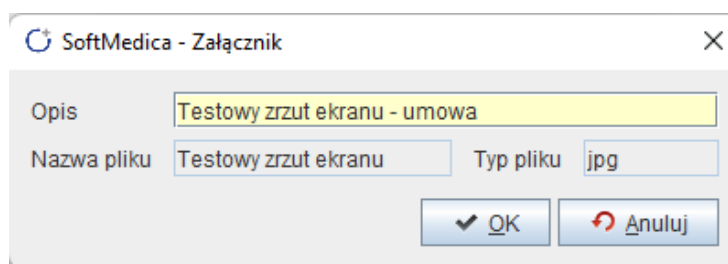 SoftMedica - Załącznik
Opis Testowy zrzut ekranu - umowa
Nazwa pliku Testowy zrzut ekranu Typ pliku jpg
OK Anuluj